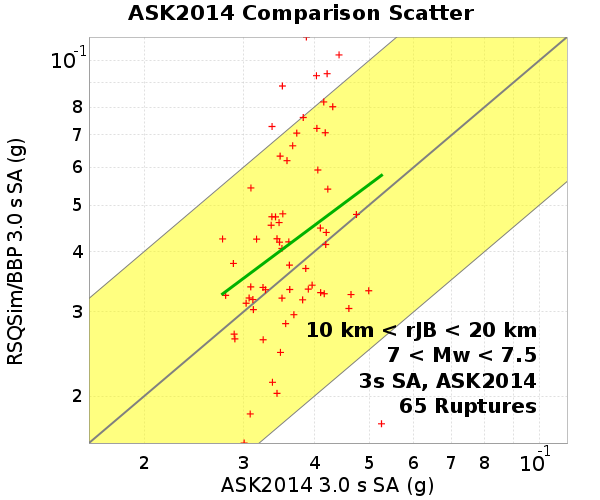 ASK2014 Comparison Scatter
RSQSim/BBP 3.0 s SA (g)
10⁻¹
8
7
6
5
4
3
2
10 km < rJB < 20 km
7 < Mw < 7.5
3s SA, ASK2014
65 Ruptures
2 3 4 5 6 7 8 10⁻¹
ASK2014 3.0 s SA (g)